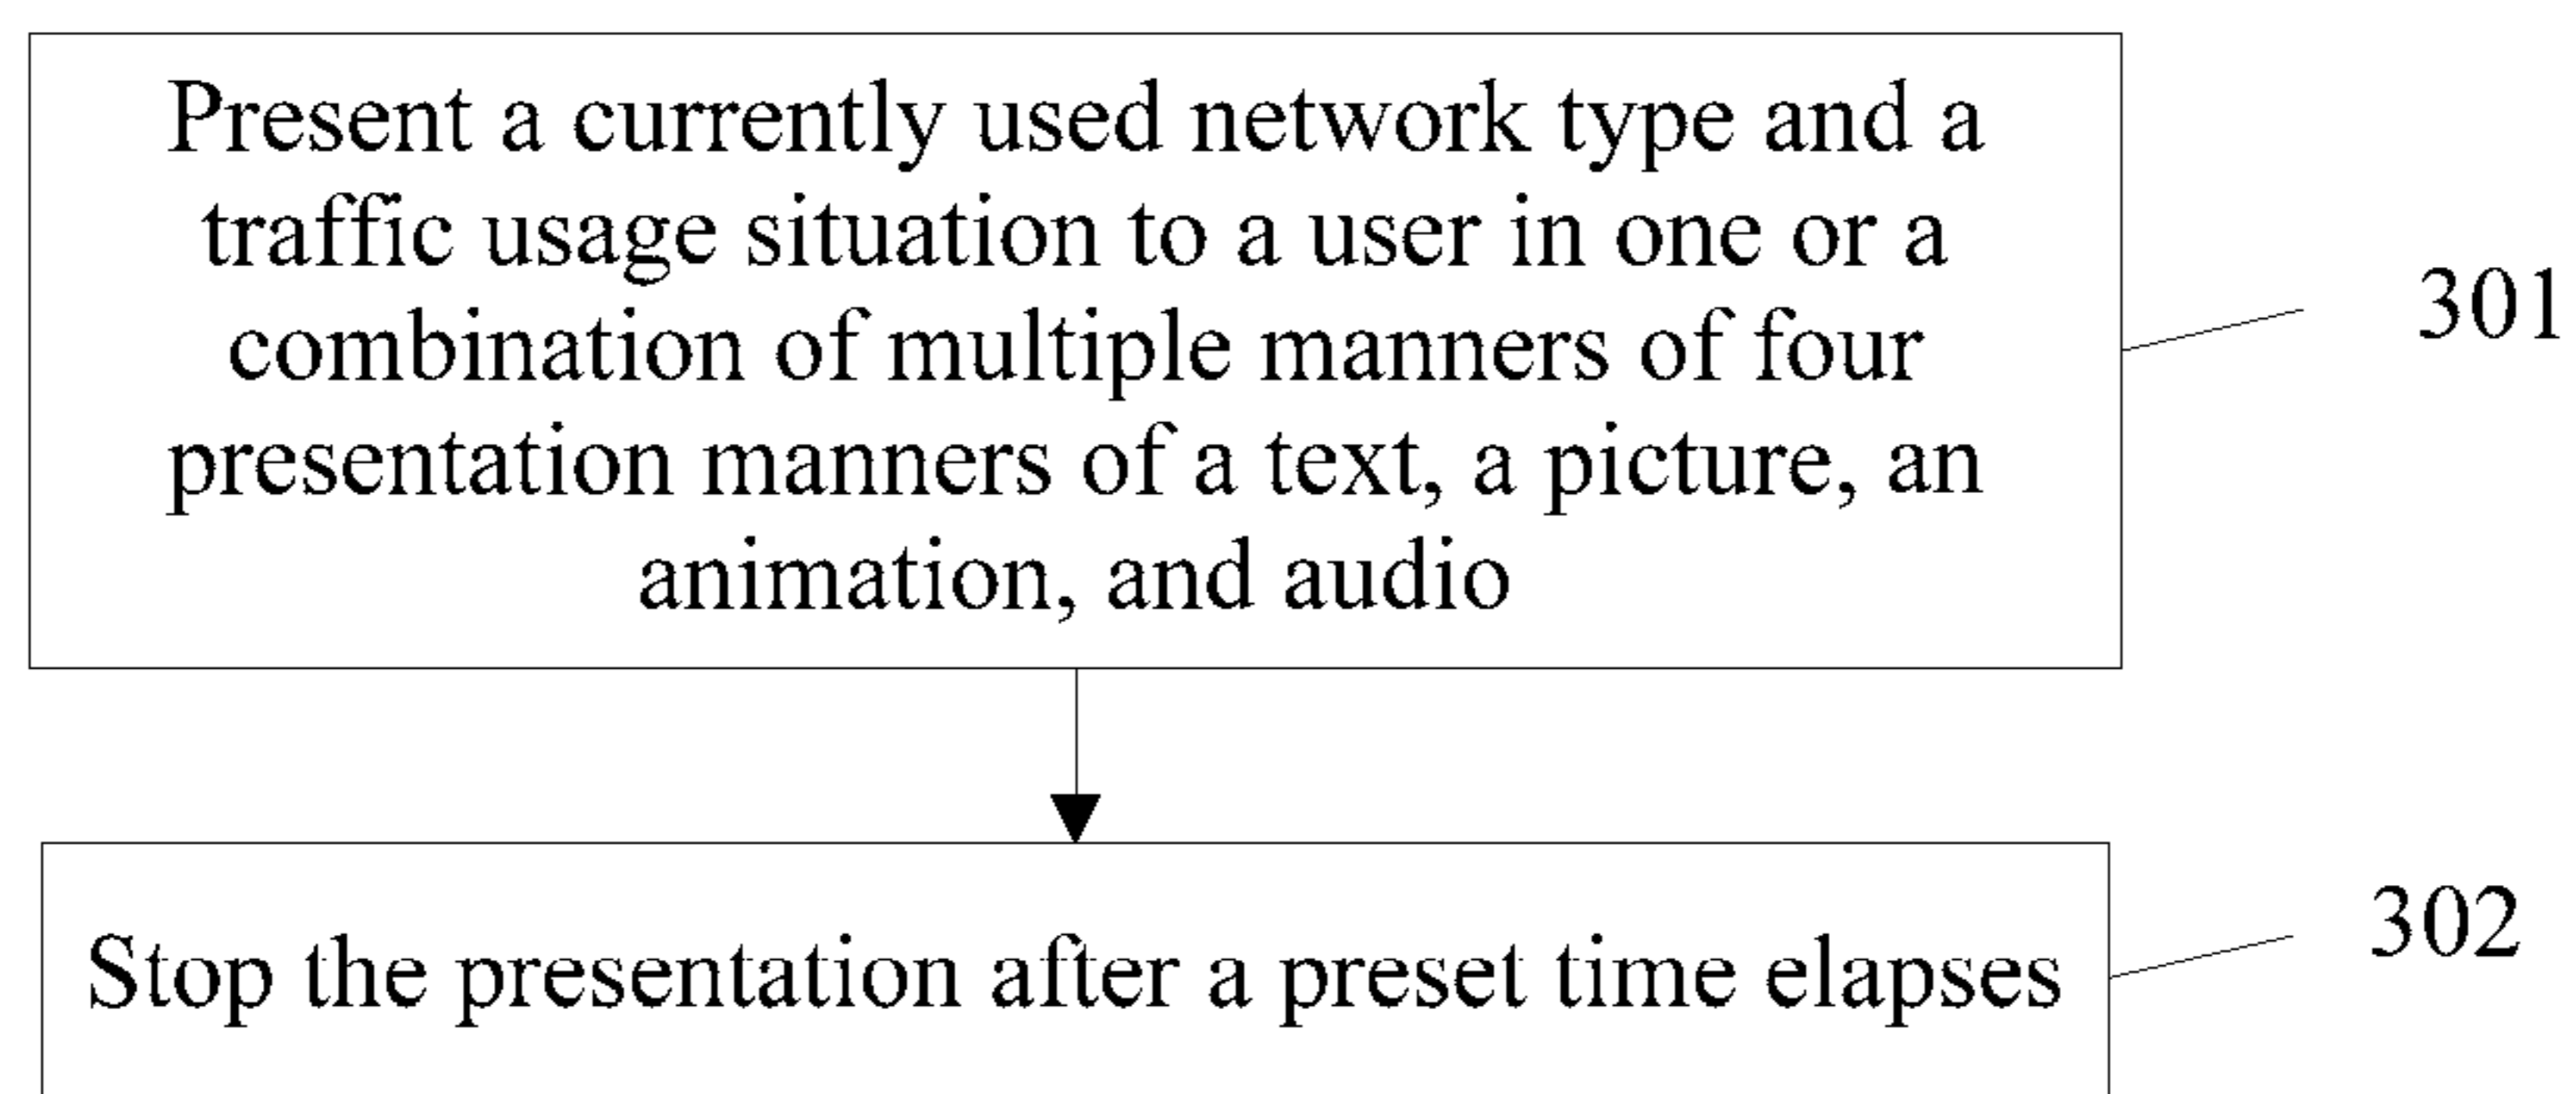 Present a currently used network type and a
traffic usage situation to a user in one or a
combination of multiple manners of four
presentation manners of a text, a picture, an
animation, and audio
301
Stop the presentation after a preset time elapses
302